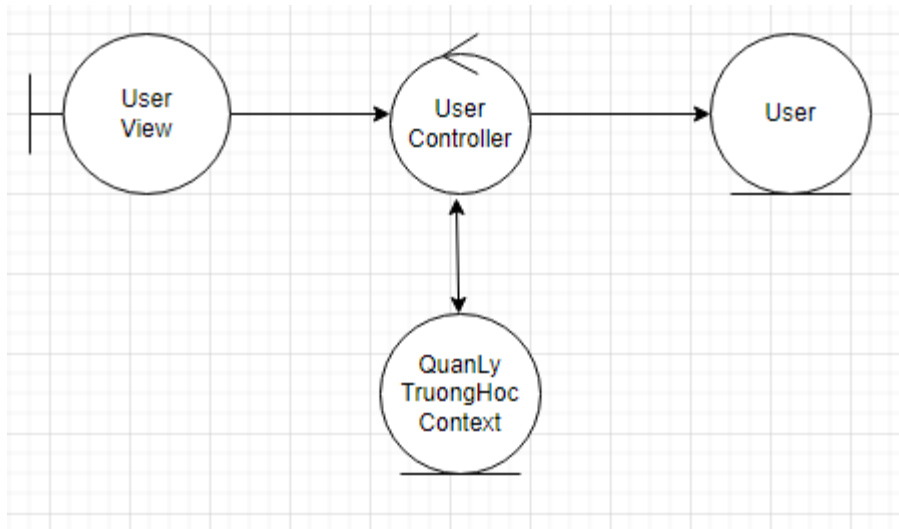 User
View
User
Controller
User
QuanLy
TruongHoc
Context